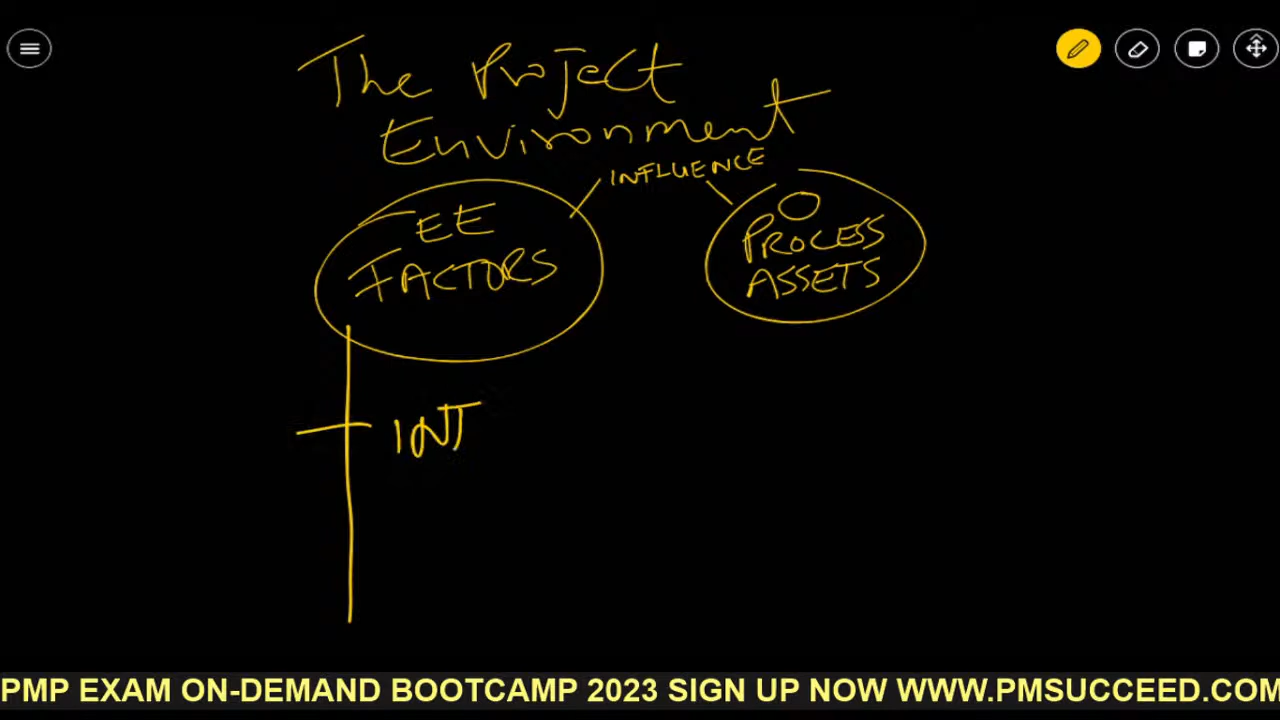 The Project
Environment
INFLUENCE
EE
FACTORS
O
PROCESS
ASSETS
INT
PMP EXAM ON-DEMAND BOOTCAMP 2023 SIGN UP NOW WWW.PMSUCCEED.COM